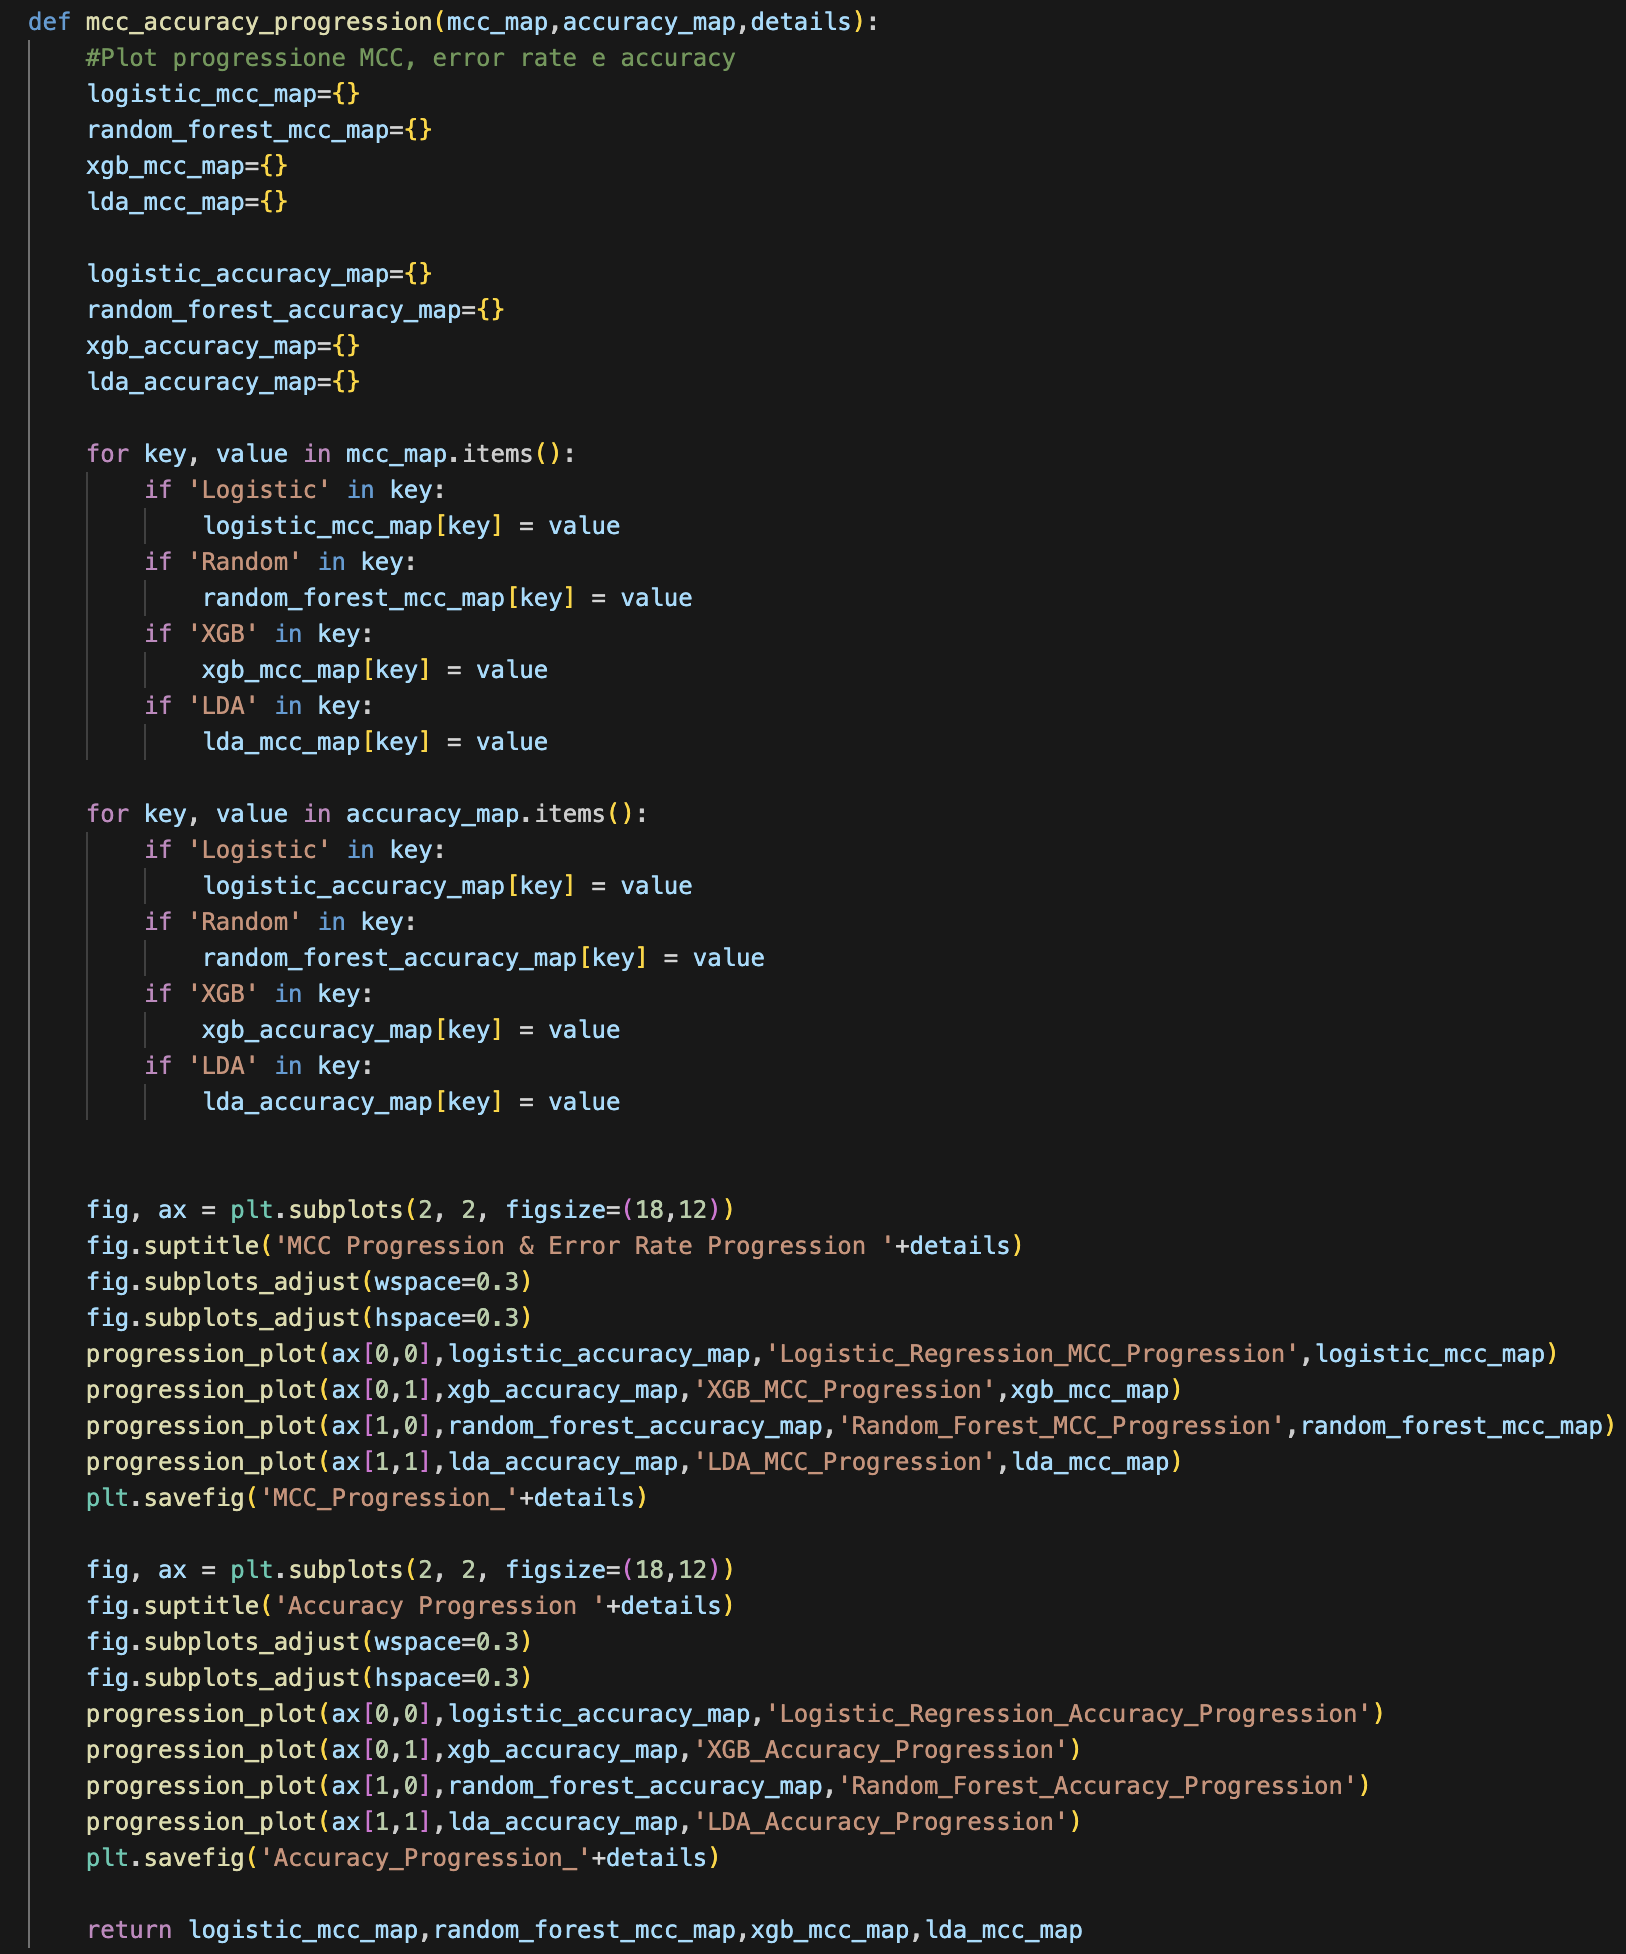 def mcc_accuracy_progression(mcc_map,accuracy_map,details):
    #Plot progressione MCC, error rate e accuracy
    logistic_mcc_map={}
    random_forest_mcc_map={}
    xgb_mcc_map={}
    lda_mcc_map={}

    logistic_accuracy_map={}
    random_forest_accuracy_map={}
    xgb_accuracy_map={}
    lda_accuracy_map={}

    for key, value in mcc_map.items():
        if 'Logistic' in key:
            logistic_mcc_map[key] = value
        if 'Random' in key:
            random_forest_mcc_map[key] = value
        if 'XGB' in key:
            xgb_mcc_map[key] = value
        if 'LDA' in key:
            lda_mcc_map[key] = value

    for key, value in accuracy_map.items():
        if 'Logistic' in key:
            logistic_accuracy_map[key] = value
        if 'Random' in key:
            random_forest_accuracy_map[key] = value
        if 'XGB' in key:
            xgb_accuracy_map[key] = value
        if 'LDA' in key:
            lda_accuracy_map[key] = value


    fig, ax = plt.subplots(2, 2, figsize=(18,12))
    fig.suptitle('MCC Progression & Error Rate Progression '+details)
    fig.subplots_adjust(wspace=0.3)
    fig.subplots_adjust(hspace=0.3)
    progression_plot(ax[0,0],logistic_accuracy_map,'Logistic_Regression_MCC_Progression',logistic_mcc_map)
    progression_plot(ax[0,1],xgb_accuracy_map,'XGB_MCC_Progression',xgb_mcc_map)
    progression_plot(ax[1,0],random_forest_accuracy_map,'Random_Forest_MCC_Progression',random_forest_mcc_map)
    progression_plot(ax[1,1],lda_accuracy_map,'LDA_MCC_Progression',lda_mcc_map)
    plt.savefig('MCC_Progression_'+details)

    fig, ax = plt.subplots(2, 2, figsize=(18,12))
    fig.suptitle('Accuracy Progression '+details)
    fig.subplots_adjust(wspace=0.3)
    fig.subplots_adjust(hspace=0.3)
    progression_plot(ax[0,0],logistic_accuracy_map,'Logistic_Regression_Accuracy_Progression')
    progression_plot(ax[0,1],xgb_accuracy_map,'XGB_Accuracy_Progression')
    progression_plot(ax[1,0],random_forest_accuracy_map,'Random_Forest_Accuracy_Progression')
    progression_plot(ax[1,1],lda_accuracy_map,'LDA_Accuracy_Progression')
    plt.savefig('Accuracy_Progression_'+details)

    return logistic_mcc_map,random_forest_mcc_map,xgb_mcc_map,lda_mcc_map